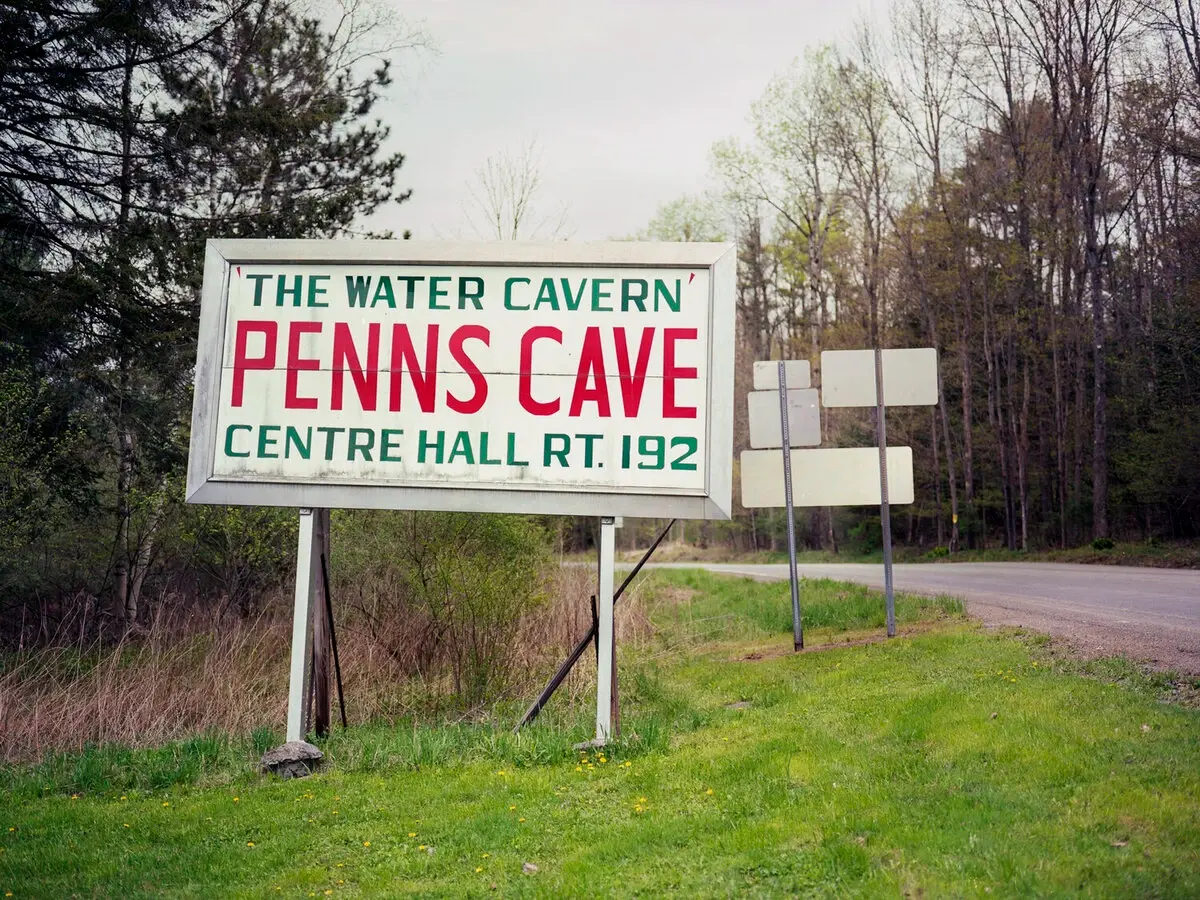 'THE WATER CAVERN'
PENNS CAVE
CENTRE HALL RT. 192